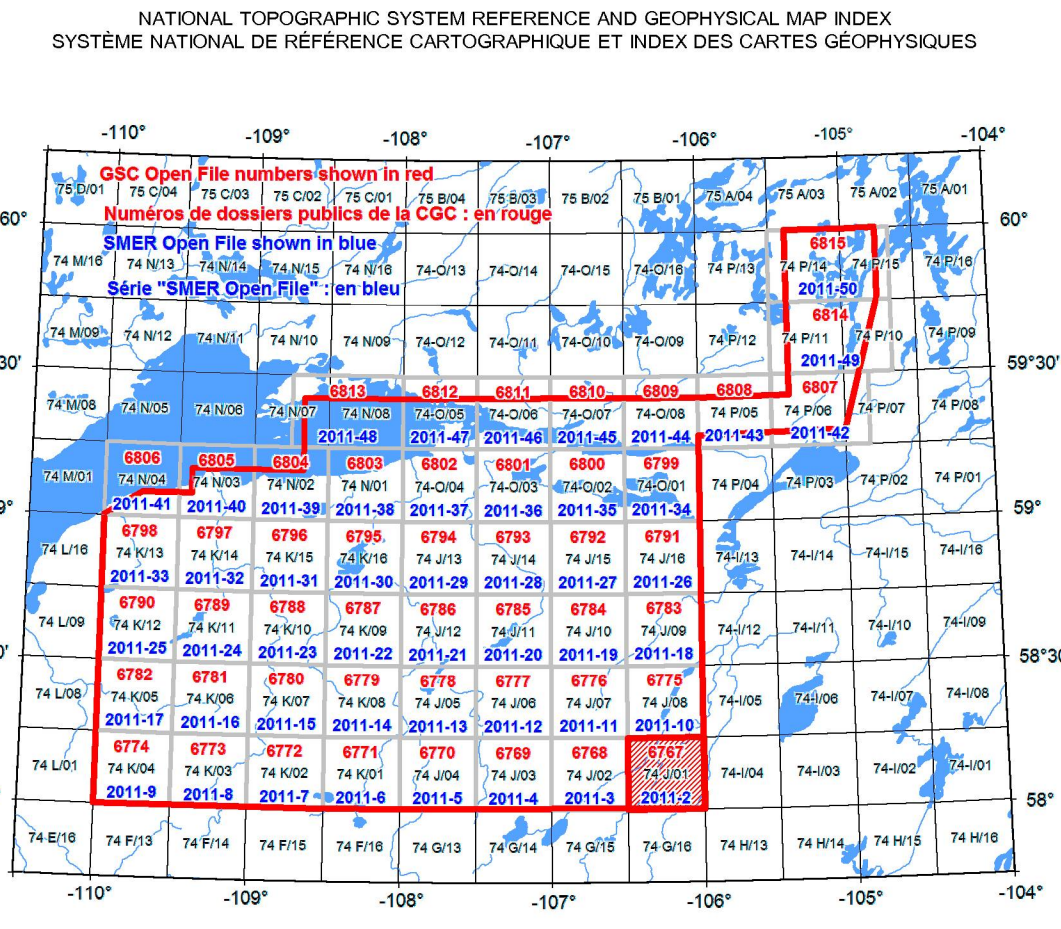 NATIONAL TOPOGRAPHIC SYSTEM REFERENCE AND GEOPHYSICAL MAP INDEX
SYSTÈME NATIONAL DE RÉFÉRENCE CARTOGRAPHIQUE ET INDEX DES CARTES GÉOPHYSIQUES
-110° -109° -108° -107° -106° -105° -104°
GSC Open File numbers shown in red
75 D/01 75 C/04 75 C/03 75 C/02 75 C/01 75 B/04 75 B/03 75 B/02 75 B/01 75 A/04 75 A/03 75 A/02 75 A/01
60° 60°
Numéros de dossiers publics de la CGC : en rouge
SMER Open File shown in blue
6815
74 M/16 74 N/13 74 N/14 74 N/15 74 N/16 74-O/13 74-O/14 74-O/15 74-O/16 74 P/13 74 P/14 74 P/15 74 P/16
Série "SMER Open File" : en bleu
2011-50
6814
74 M/09 74 N/12 74 N/11 74 N/10 74 N/09 74-O/12 74-O/11 74-O/10 74-O/09 74 P/12 74 P/11 74 P/10 74 P/09
2011-49
30' 59°30'
6813 6812 6811 6810 6809 6808 6807
74 M/08 74 N/05 74 N/06 74 N/07 74 N/08 74-O/05 74-O/06 74-O/07 74-O/08 74 P/05 74 P/06 74 P/07 74 P/08
2011-48 2011-47 2011-46 2011-45 2011-44 2011-43 2011-42
6806 6805 6804 6803 6802 6801 6800 6799
74 M/01 74 N/04 74 N/03 74 N/02 74 N/01 74-O/04 74-O/03 74-O/02 74-O/01 74 P/04 74 P/03 74 P/02 74 P/01
2011-41 2011-40 2011-39 2011-38 2011-37 2011-36 2011-35 2011-34
9° 59°
6798 6797 6796 6795 6794 6793 6792 6791
74 L/16 74 K/13 74 K/14 74 K/15 74 K/16 74 J/13 74 J/14 74 J/15 74 J/16 74-I/13 74-I/14 74-I/15 74-I/16
2011-33 2011-32 2011-31 2011-30 2011-29 2011-28 2011-27 2011-26
6790 6789 6788 6787 6786 6785 6784 6783
74 L/09 74 K/12 74 K/11 74 K/10 74 K/09 74 J/12 74 J/11 74 J/10 74 J/09 74-I/12 74-I/11 74-I/10 74-I/09
2011-25 2011-24 2011-23 2011-22 2011-21 2011-20 2011-19 2011-18
0' 58°30
6782 6781 6780 6779 6778 6777 6776 6775
74 L/08 74 K/05 74 K/06 74 K/07 74 K/08 74 J/05 74 J/06 74 J/07 74 J/08 74-I/05 74-I/06 74-I/07 74-I/08
2011-17 2011-16 2011-15 2011-14 2011-13 2011-12 2011-11 2011-10
6774 6773 6772 6771 6770 6769 6768 6767
74 L/01 74 K/04 74 K/03 74 K/02 74 K/01 74 J/04 74 J/03 74 J/02 74 J/01 74-I/04 74-I/03 74-I/02 74-I/01
2011-9 2011-8 2011-7 2011-6 2011-5 2011-4 2011-3 2011-2
58°
74 E/16 74 F/13 74 F/14 74 F/15 74 F/16 74 G/13 74 G/14 74 G/15 74 G/16 74 H/13 74 H/14 74 H/15 74 H/16
-110° -109° -108° -107° -106° -105° -104°